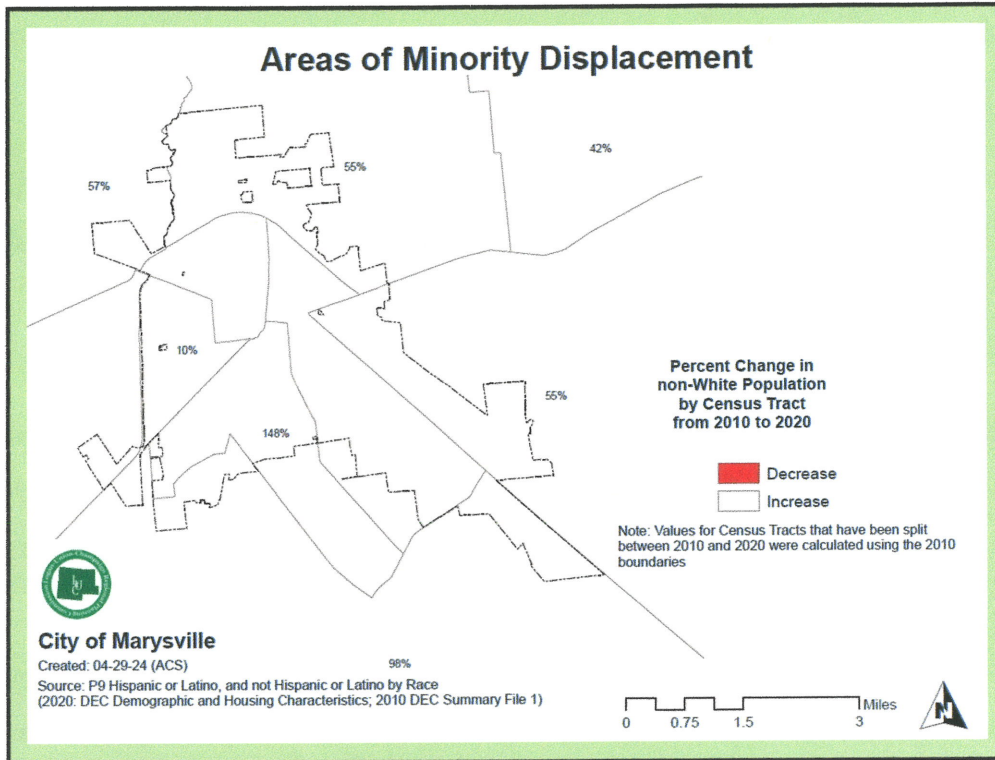 Areas of Minority Displacement
42%
55%
57%
10%
55%
148%
98%
Percent Change in
non-White Population
by Census Tract
from 2010 to 2020
Decrease
Increase
Note: Values for Census Tracts that have been split
between 2010 and 2020 were calculated using the 2010
boundaries
City of Marysville
Created: 04-29-24 (ACS)
Source: P9 Hispanic or Latino, and not Hispanic or Latino by Race
(2020: DEC Demographic and Housing Characteristics; 2010 DEC Summary File 1)
0 0.75 1.5 3 Miles
N